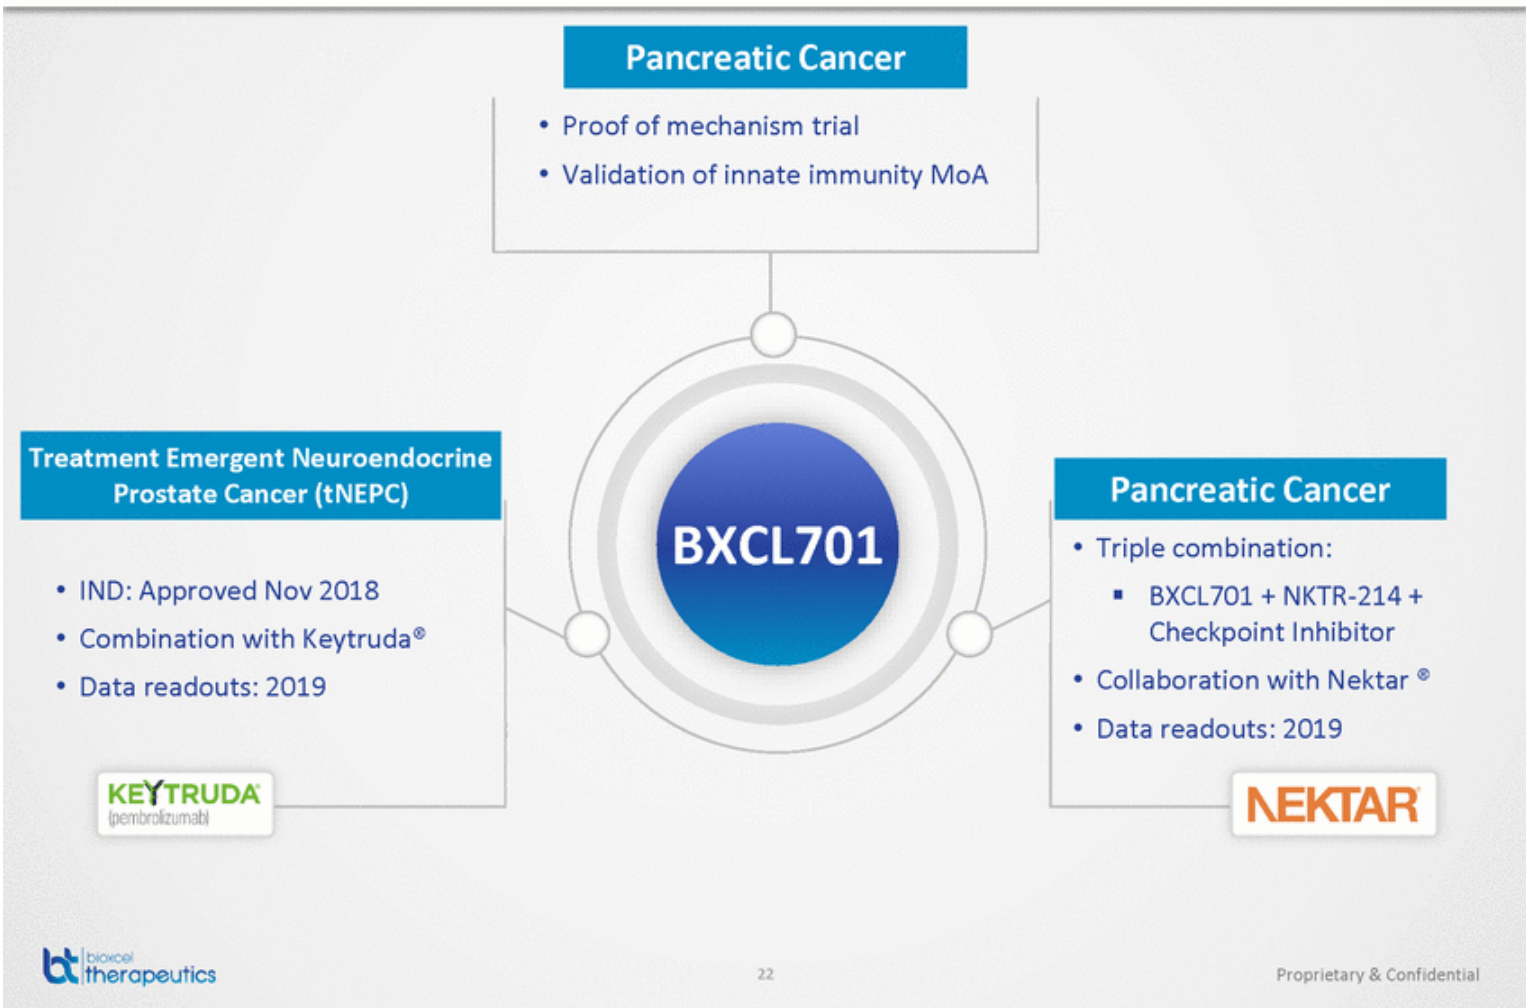 Pancreatic Cancer
• Proof of mechanism trial
• Validation of innate immunity MoA
Treatment Emergent Neuroendocrine
Prostate Cancer (tNEPC)
• IND: Approved Nov 2018
• Combination with Keytruda®
• Data readouts: 2019
KEYTRUDA®
(pembrolizumab)
BXCL701
Pancreatic Cancer
• Triple combination:
▪ BXCL701 + NKTR-214 +
Checkpoint Inhibitor
• Collaboration with Nektar ®
• Data readouts: 2019
NEKTAR
bt bioxcel
therapeutics
22
Proprietary & Confidential